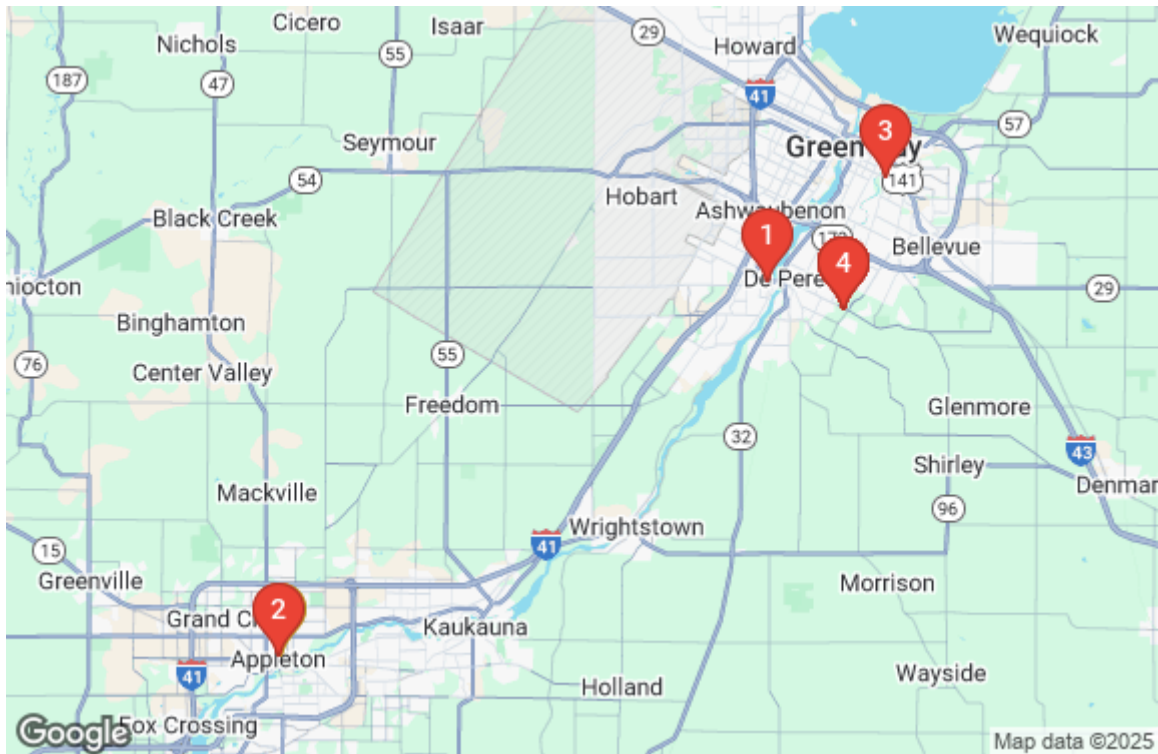 Cicero
Isaar
Nichols
29
Howard
Wequiock
55
187
47
41
3
57
Green Bay
Seymour
54
141
Hobart
Ashwaubenon
Black Creek
1
172
Bellevue
4
De Pere
29
Binghamton
55
76
Center Valley
Freedom
Glenmore
32
43
Shirley
Mackville
Denmar
96
Wrightstown
41
15
Greenville
Morrison
2
Grand Ch
Kaukauna
Appleton
41
Wayside
Holland
Fox Crossing
Google
Map data ©2025